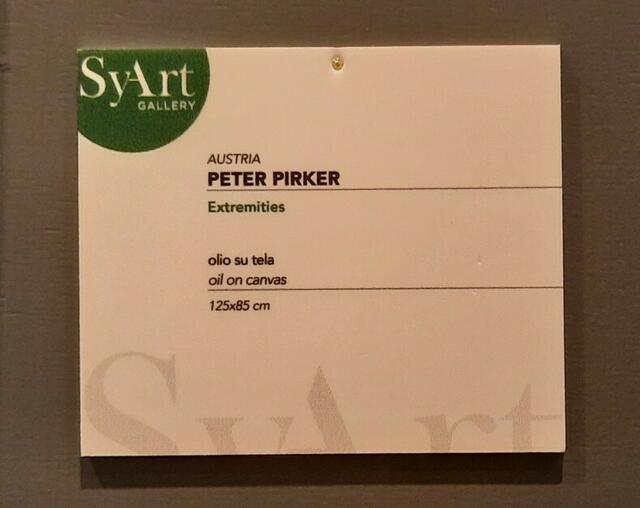 SyArt
GALLERY
AUSTRIA
PETER PIRKER
Extremities
olio su tela
oil on canvas
125x85 cm
SyArt